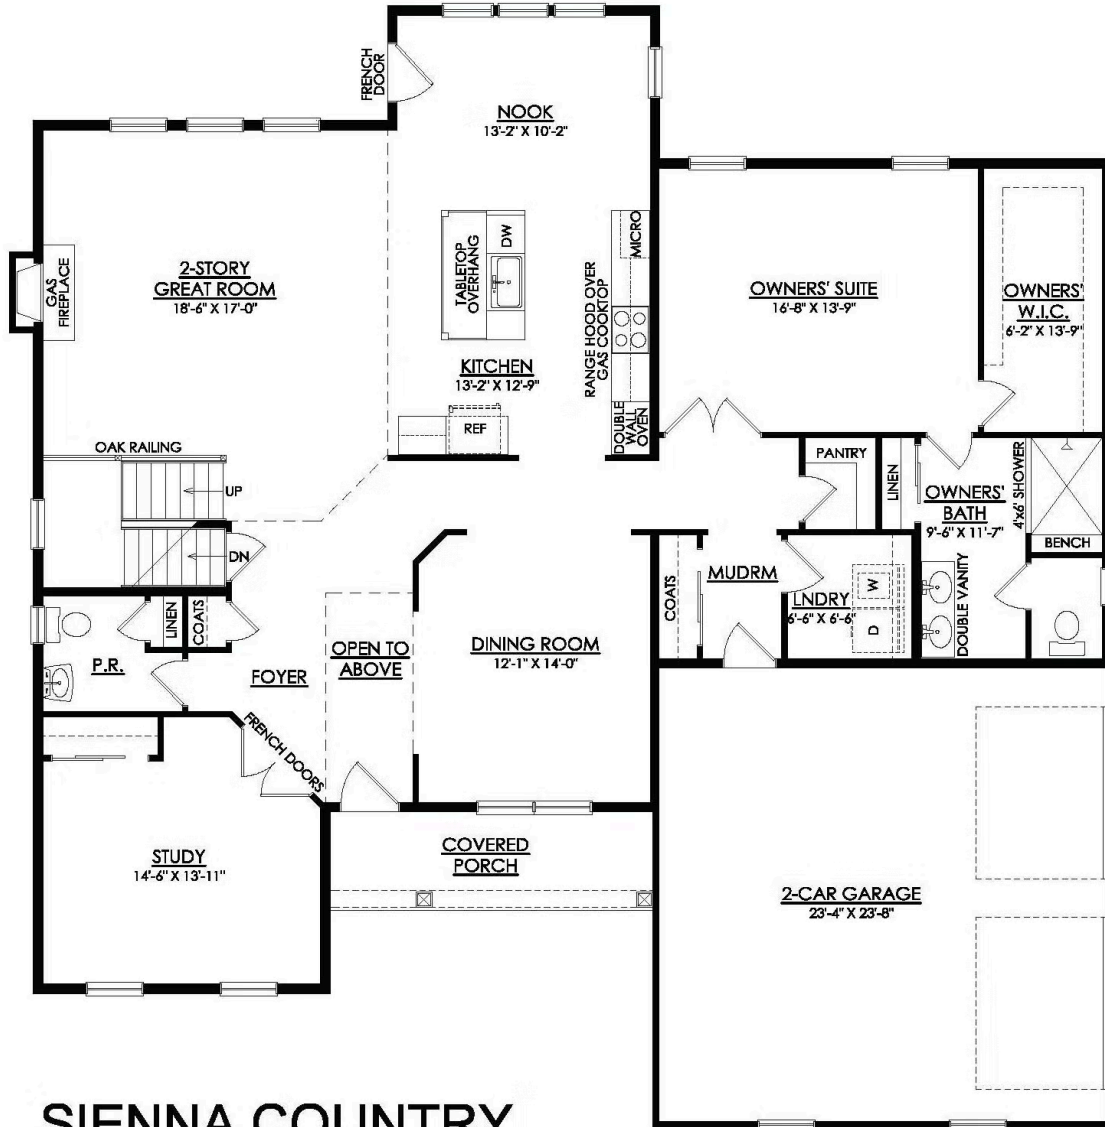 FRENCH
DOOR
NOOK
13'-2" X 10'-2"
2-STORY
GREAT ROOM
18'-6" X 17'-0"
GAS
FIREPLACE
TABLETOP
OVERHANG
DW
MICRO
RANGE HOOD OVER
GAS COOKTOP
KITCHEN
13'-2" X 12'-9"
REF
DOUBLE
WALL
OVEN
OWNERS' SUITE
16'-8" X 13'-9"
OWNERS'
W.I.C.
6'-2" X 13'-9"
OAK RAILING
UP
DN
PANTRY
LINEN
OWNERS'
BATH
9'-6" X 11'-7"
4'x6' SHOWER
BENCH
DOUBLE VANITY
COATS
MUDRM
LNDRY
6'-6" X 6'-6"
W
D
LINEN
COATS
P.R.
FOYER
OPEN TO
ABOVE
DINING ROOM
12'-1" X 14'-0"
FRENCH DOORS
STUDY
14'-6" X 13'-11"
COVERED
PORCH
2-CAR GARAGE
23'-4" X 23'-8"
SIENNA COUNTRY